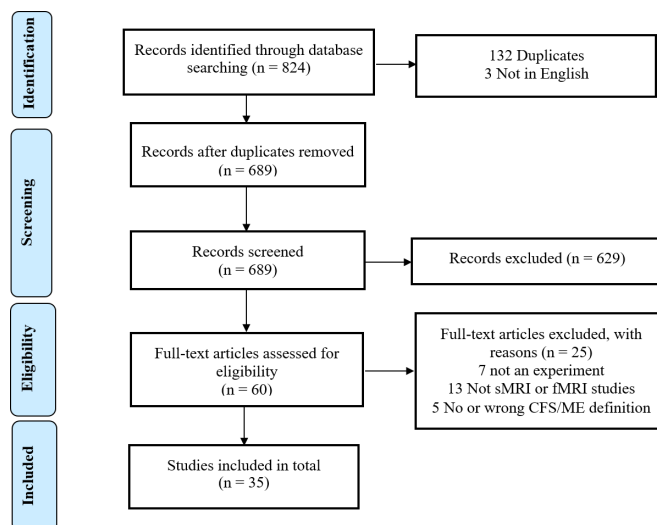 Identification
Records identified through database
searching (n = 824)
132 Duplicates
3 Not in English
Screening
Records after duplicates removed
(n = 689)
Records screened
(n = 689)
Records excluded (n = 629)
Eligibility
Full-text articles assessed for
eligibility
(n = 60)
Full-text articles excluded, with
reasons (n = 25)
7 not an experiment
13 Not sMRI or fMRI studies
5 No or wrong CFS/ME definition
Included
Studies included in total
(n = 35)